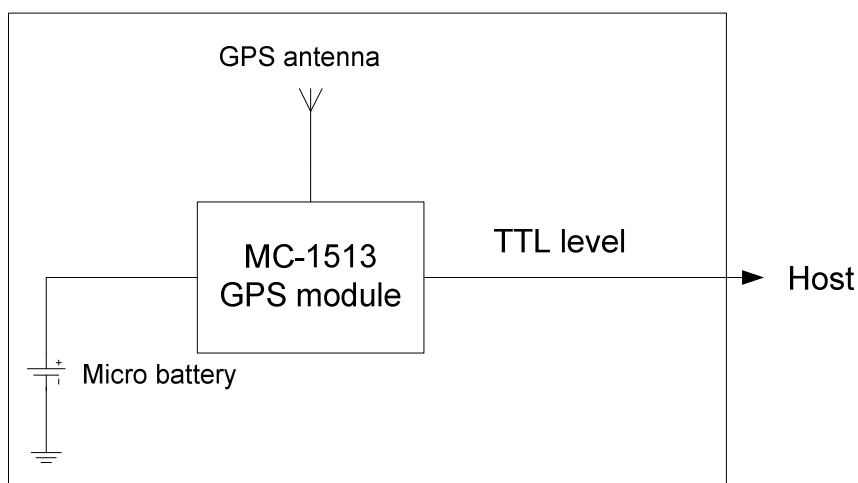 GPS antenna
MC-1513
GPS module
TTL level
Host
+
-
Micro battery